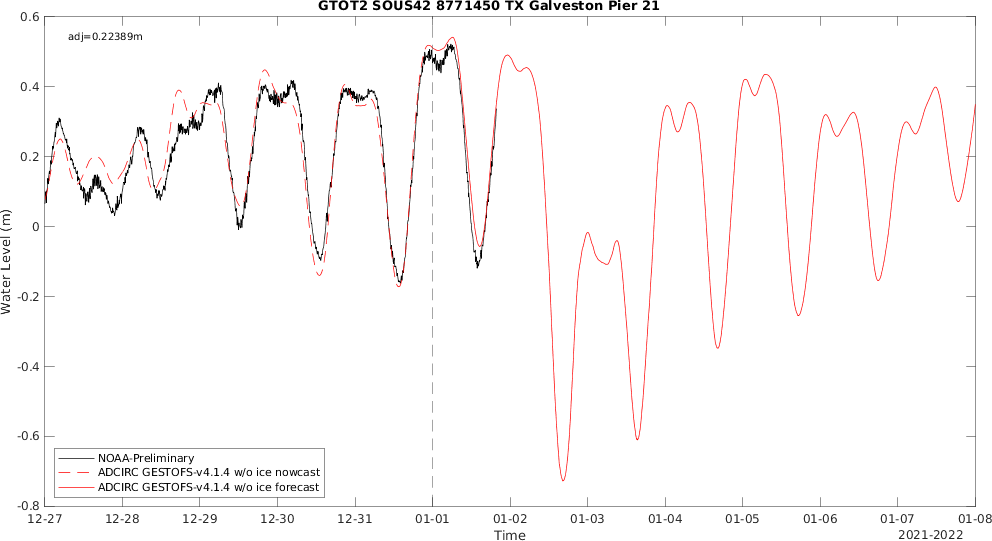 GTOT2 SOUS42 8771450 TX Galveston Pier 21
adj=0.22389m
0.6
0.4
0.2
0
-0.2
-0.4
-0.6
-0.8
Water Level (m)
NOAA-Preliminary
ADCIRC GESTOFS-v4.1.4 w/o ice nowcast
ADCIRC GESTOFS-v4.1.4 w/o ice forecast
12-27 12-28 12-29 12-30 12-31 01-01 01-02 01-03 01-04 01-05 01-06 01-07 01-08
Time
2021-2022